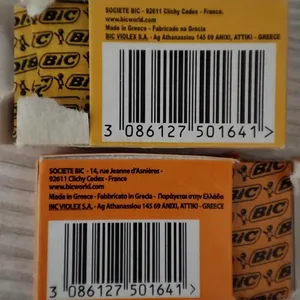 BIC
SOCIETE BIC - 92611 Clichy Cedex - France.
www.bicworld.com
Made in Greece - Fabricado na Grécia
BIC VIOLEX S.A. - Ag Athanassiou 145 69 ANIXI, ATTIKI - GREECE
3 086127 501641 >
SOCIETE BIC - 14, rue Jeanne d'Asnières -
92611 Clichy Cedex - France
www.bicworld.com
Made in Greece - Fabbricato in Grecia - Παράγεται στην Ελλάδα
BIC VIOLEX S.A. - Ag Athanassiou 145 69 ANIXI, ATTIKI - GREECE
BIC
BIC
BIC
3 086127 501641 >